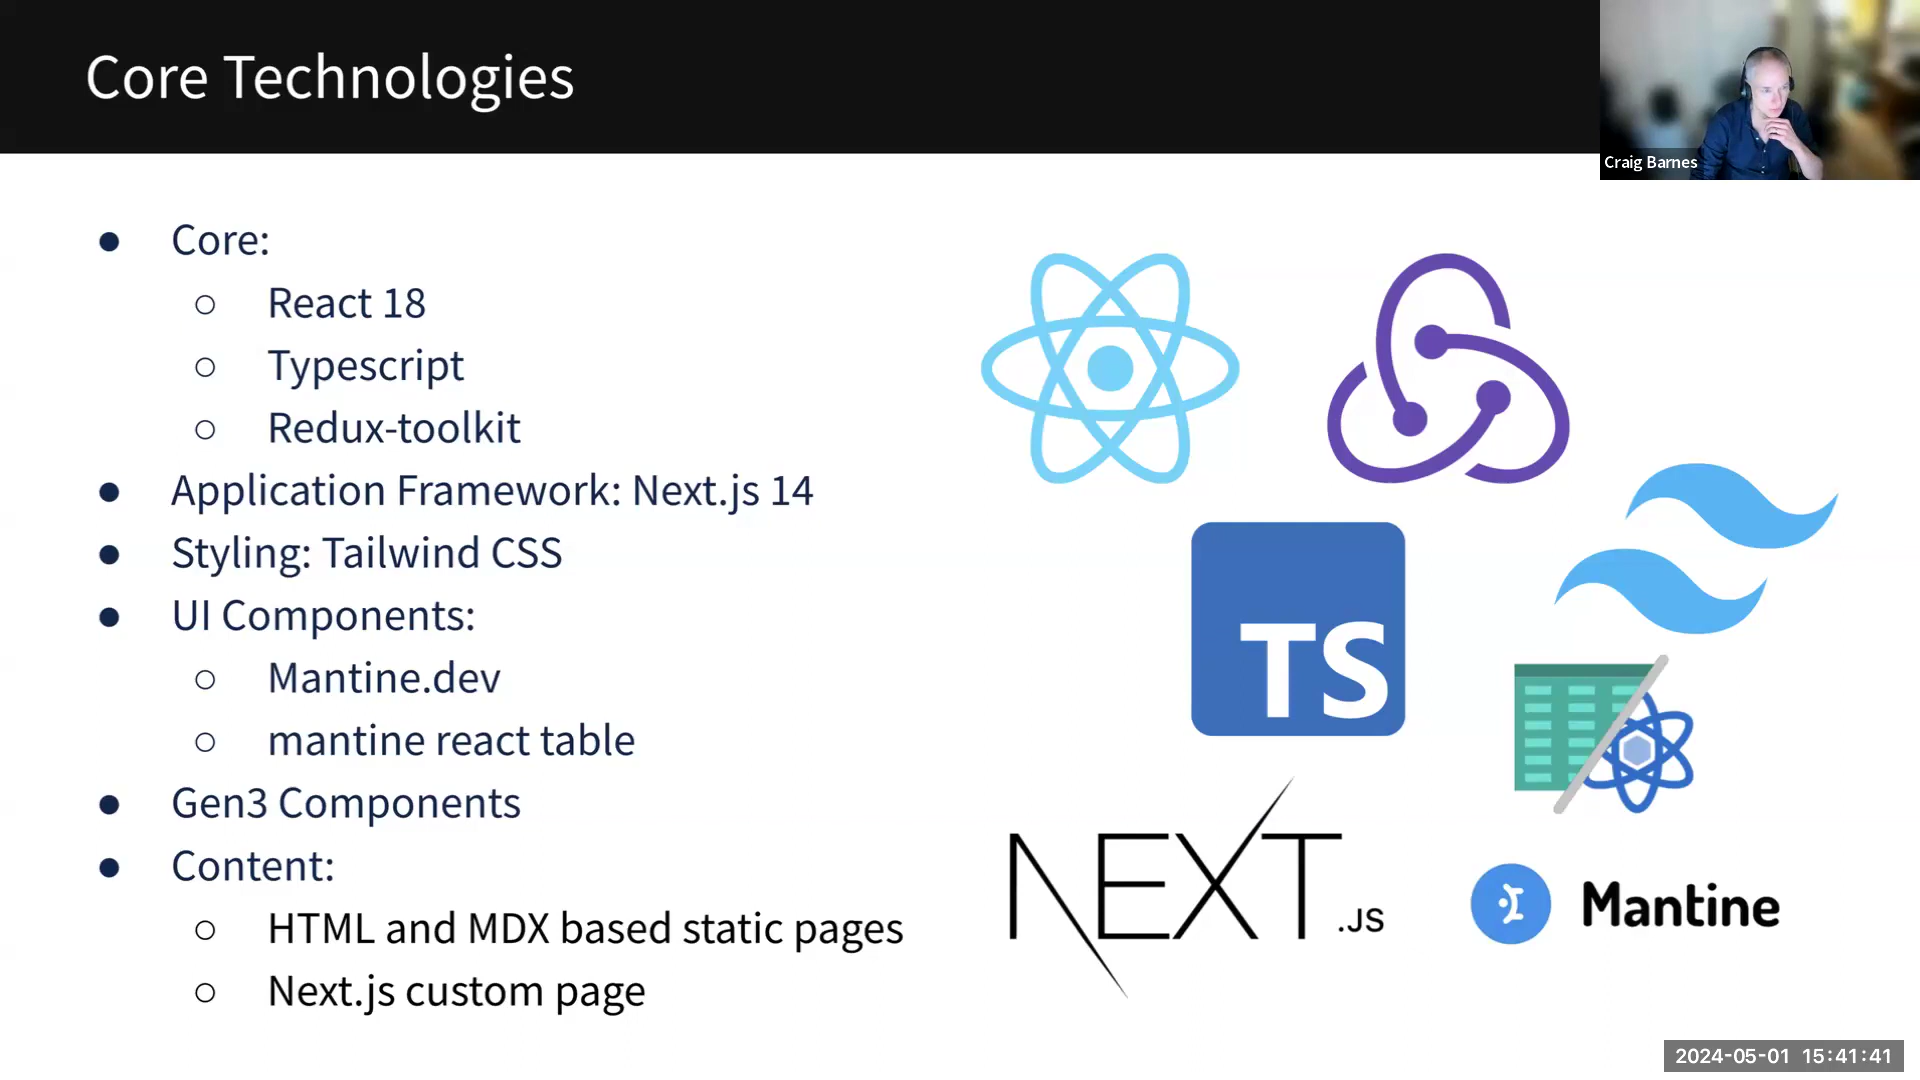 Core Technologies
Craig Barnes
● Core:
○ React 18
○ Typescript
○ Redux-toolkit
● Application Framework: Next.js 14
● Styling: Tailwind CSS
● UI Components:
○ Mantine.dev
○ mantine react table
● Gen3 Components
● Content:
○ HTML and MDX based static pages
○ Next.js custom page
TS
NEXT.JS
Mantine
2024-05-01 15:41:41